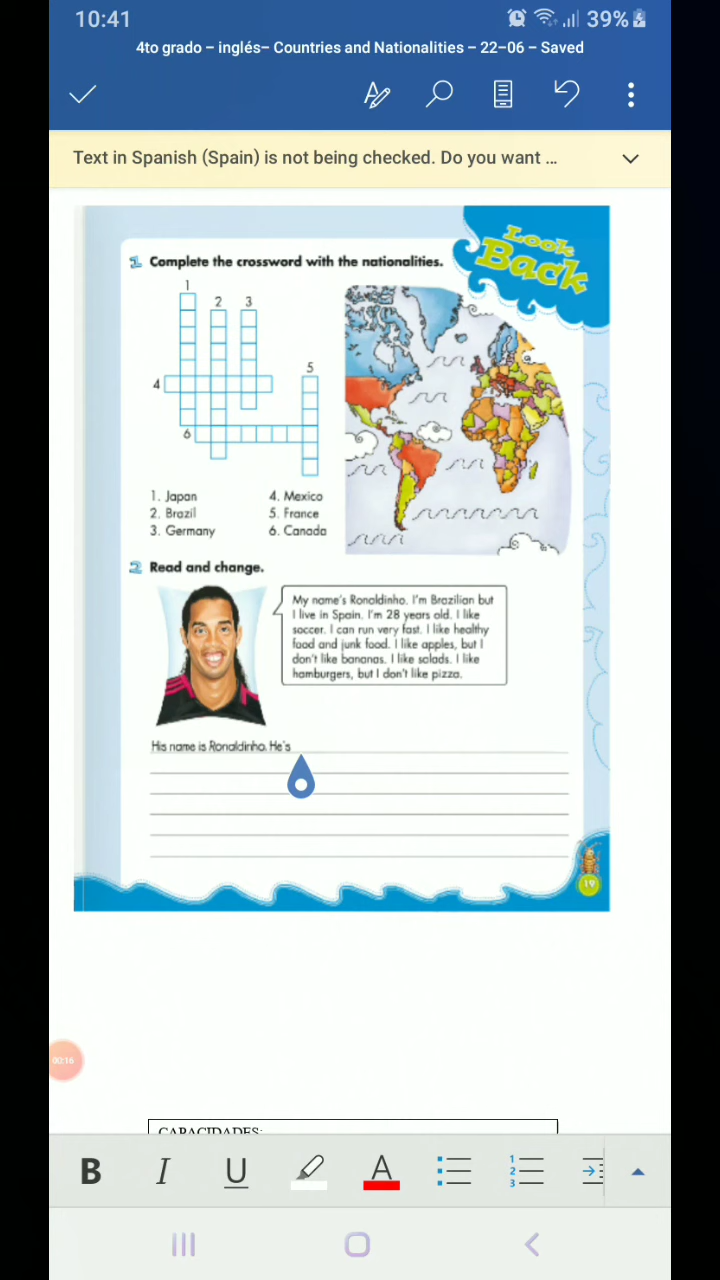 10:41
39%
4to grado – inglés– Countries and Nationalities – 22–06 – Saved
Text in Spanish (Spain) is not being checked. Do you want ...
Look
Back
1 Complete the crossword with the nationalities.
1
2 3
5
4
6
1. Japan 4. Mexico
2. Brazil 5. France
3. Germany 6. Canada
2 Read and change.
My name's Ronaldinho. I'm Brazilian but
I live in Spain. I'm 28 years old. I like
soccer. I can run very fast. I like healthy
food and junk food. I like apples, but I
don't like bananas. I like salads. I like
hamburgers, but I don't like pizza.
His name is Ronaldinho. He's
19
00:16
CAPACIDADES:
B I U A